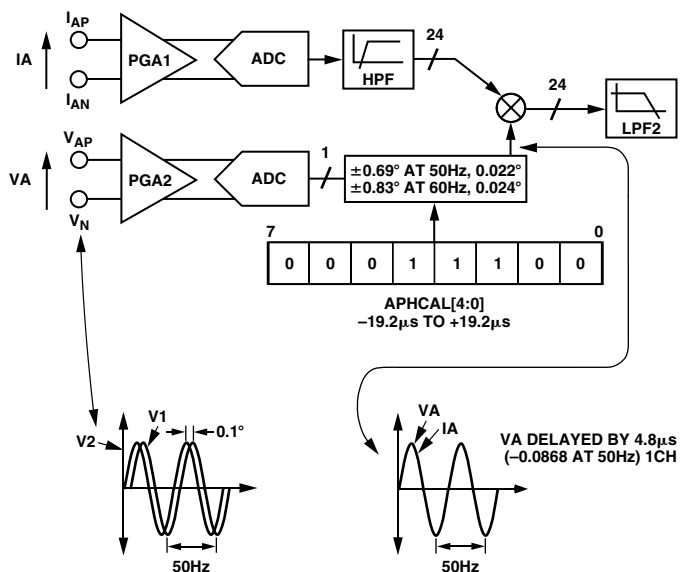 IAP
IA
PGA1
ADC
HPF
24
IAN
24
LPF2
VAP
VA
PGA2
ADC
1
±0.69° AT 50Hz, 0.022°
±0.83° AT 60Hz, 0.024°
VN
7
0
0 0 0 1 1 1 0 0
APHCAL[4:0]
–19.2μs TO +19.2μs
V2
V1
0.1°
50Hz
VA
IA
50Hz
VA DELAYED BY 4.8μs
(–0.0868 AT 50Hz) 1CH